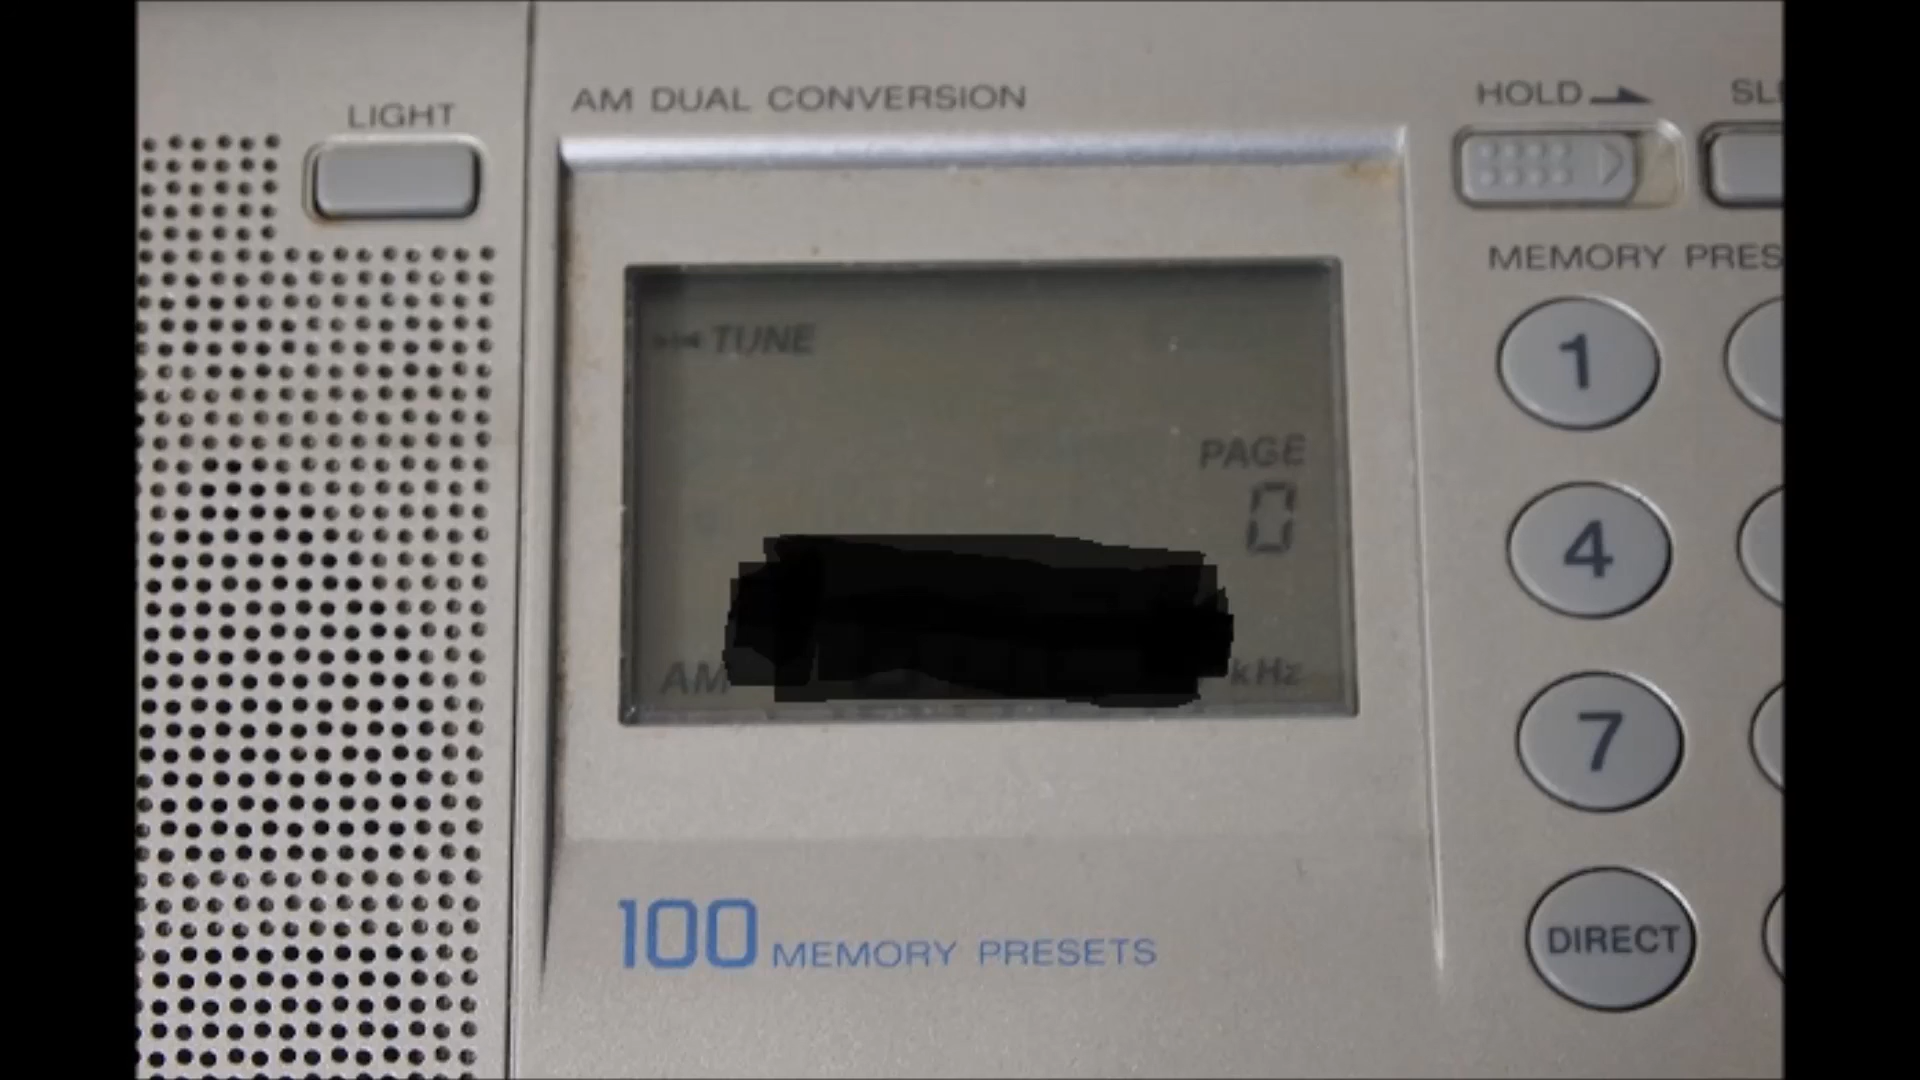 LIGHT
AM DUAL CONVERSION
HOLD
TUNE
MEMORY
1
PAGE
0
4
AM
kHz
7
100 MEMORY PRESETS
DIRECT